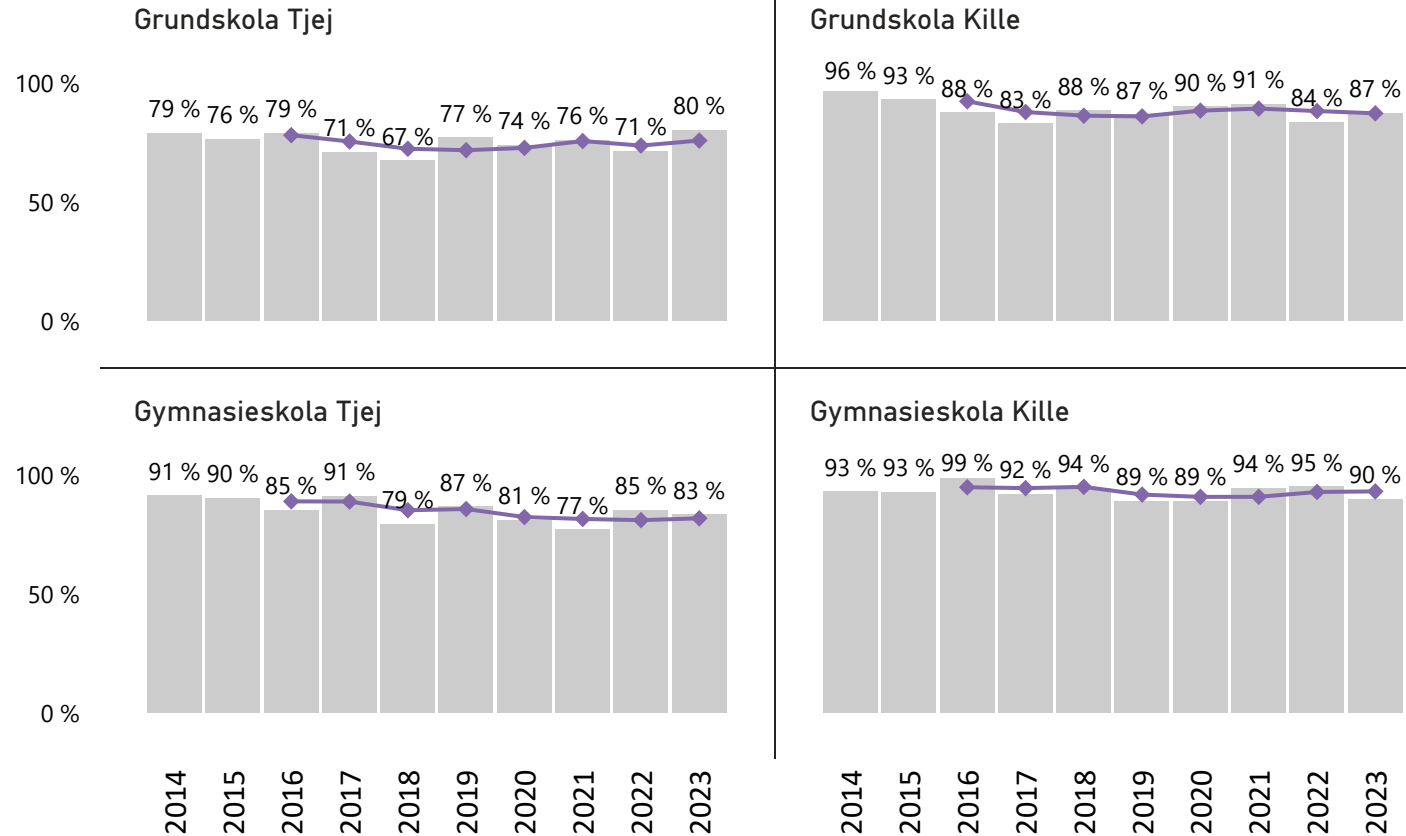 Grundskola Tjej
100 %
50 %
0 %
79 % 76 % 79 % 71 % 67 % 77 % 74 % 76 % 71 % 80 %
Grundskola Kille
96 % 93 % 88 % 83 % 88 % 87 % 90 % 91 % 84 % 87 %
Gymnasieskola Tjej
100 %
50 %
0 %
91 % 90 % 85 % 91 % 79 % 87 % 81 % 77 % 85 % 83 %
2014 2015 2016 2017 2018 2019 2020 2021 2022 2023
Gymnasieskola Kille
93 % 93 % 99 % 92 % 94 % 89 % 89 % 94 % 95 % 90 %
2014 2015 2016 2017 2018 2019 2020 2021 2022 2023